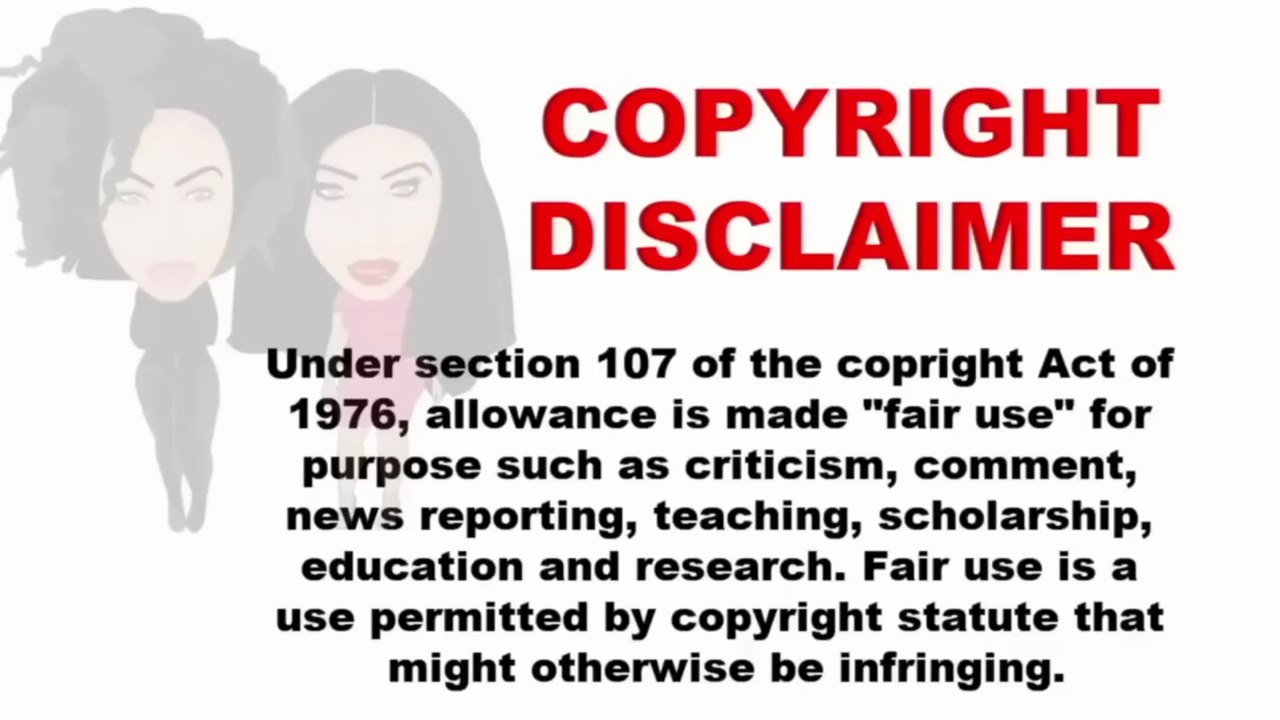 COPYRIGHT
DISCLAIMER
Under section 107 of the copright Act of
1976, allowance is made "fair use" for
purpose such as criticism, comment,
news reporting, teaching, scholarship,
education and research. Fair use is a
use permitted by copyright statute that
might otherwise be infringing.